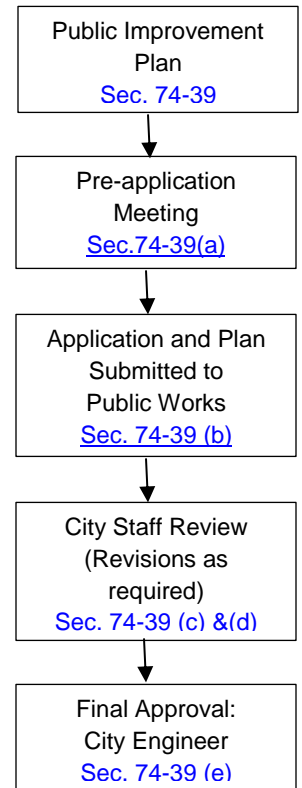 Public Improvement
Plan
Sec. 74-39
Pre-application
Meeting
Sec.74-39(a)
Application and Plan
Submitted to
Public Works
Sec. 74-39 (b)
City Staff Review
(Revisions as
required)
Sec. 74-39 (c) &(d)
Final Approval:
City Engineer
Sec. 74-39 (e)